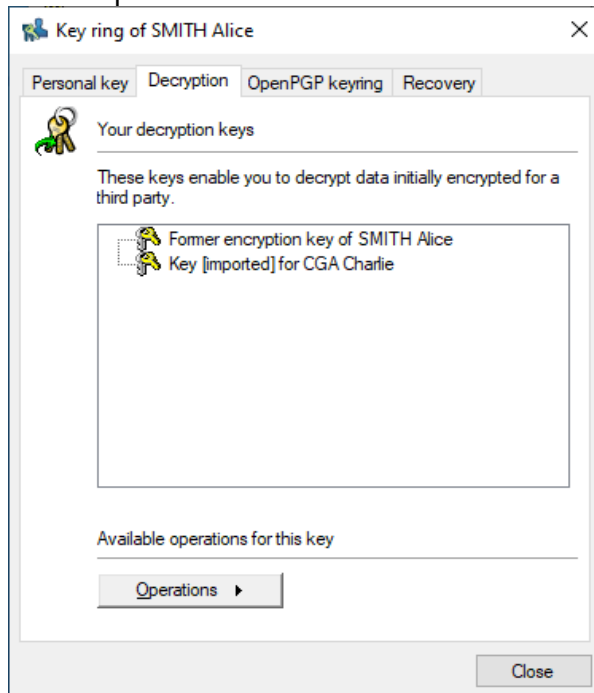 Key ring of SMITH Alice
Personal key Decryption OpenPGP keyring Recovery
Your decryption keys
These keys enable you to decrypt data initially encrypted for a
third party.
Former encryption key of SMITH Alice
Key [imported] for CGA Charlie
Available operations for this key
Operations
Close